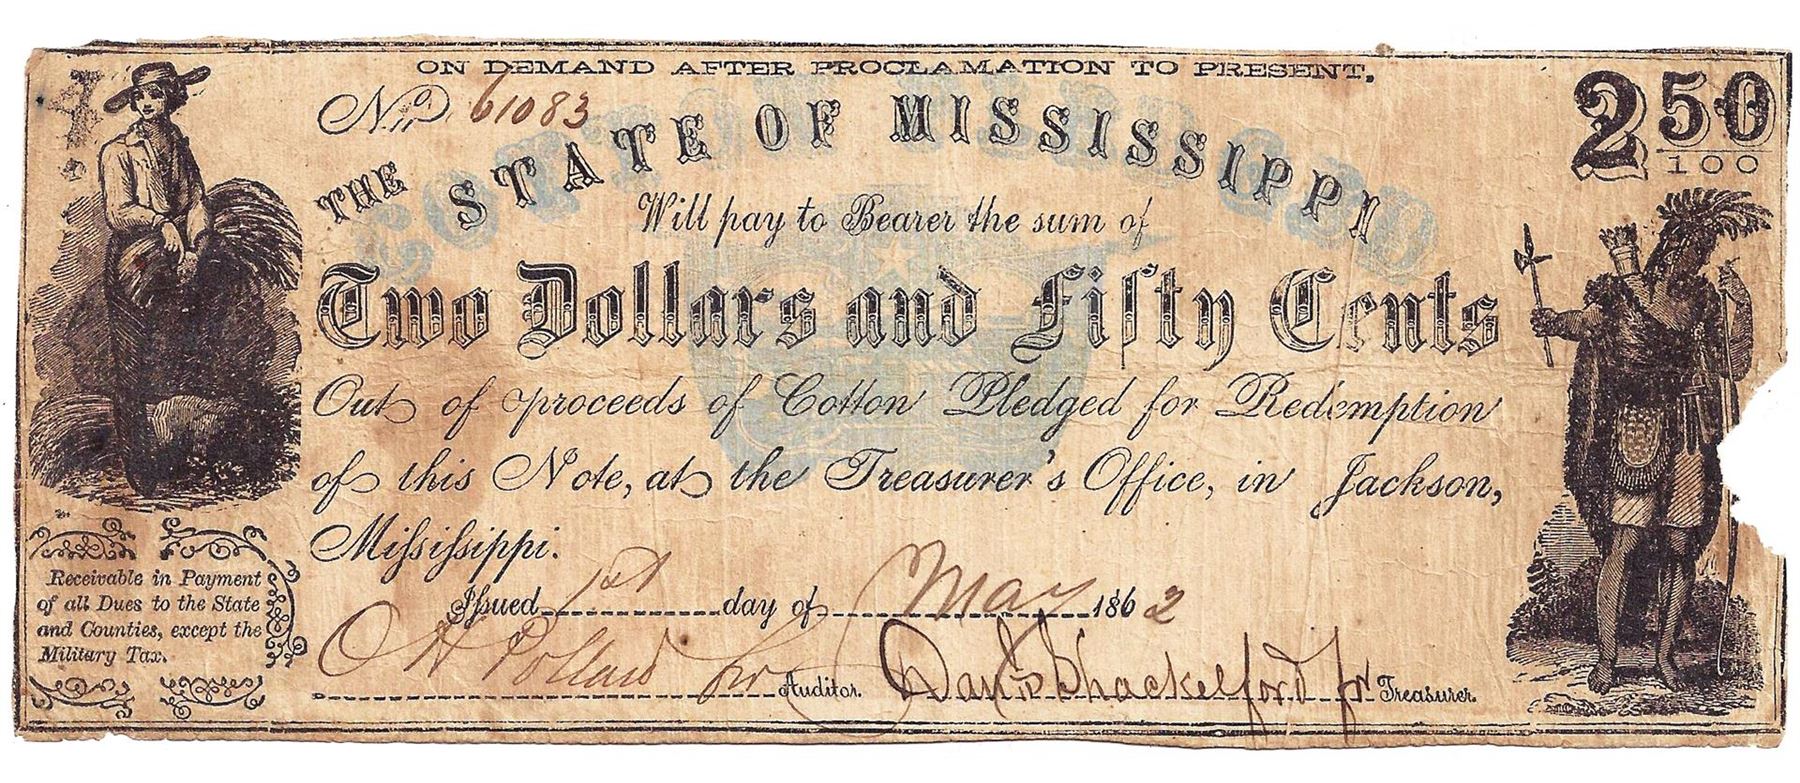 ON DEMAND AFTER PROCLAMATION TO PRESENT,
No. 61083
2 50/100
THE STATE OF MISSISSIPPI
COTTON PLEDGED
Will pay to Bearer the sum of
Two Dollars and Fifty Cents
Out of proceeds of Cotton Pledged for Redemption
of this Note, at the Treasurer's Office, in Jackson,
Mississippi.
Issued 1st day of May 1862
Receivable in Payment
of all Dues to the State
and Counties, except the
Military Tax.
Auditor.
Shackelford Treasurer.